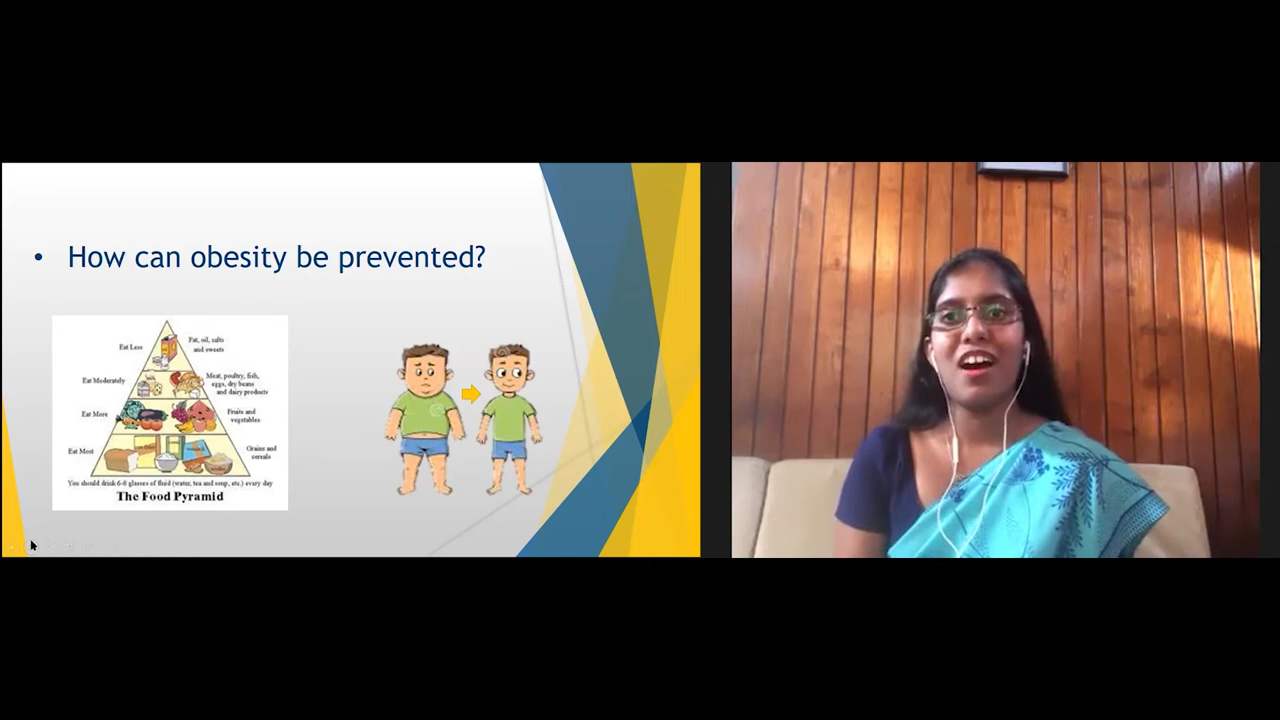 • How can obesity be prevented?
Eat Less
Fat, oil, salts
and sweets
Eat Moderately
Meat, poultry, fish,
eggs, dry beans
and dairy products
Eat More
Fruits and
vegetables
Eat Most
Grains and
cereals
You should drink 6-8 glasses of fluid (water, tea and soup, etc.) every day
The Food Pyramid